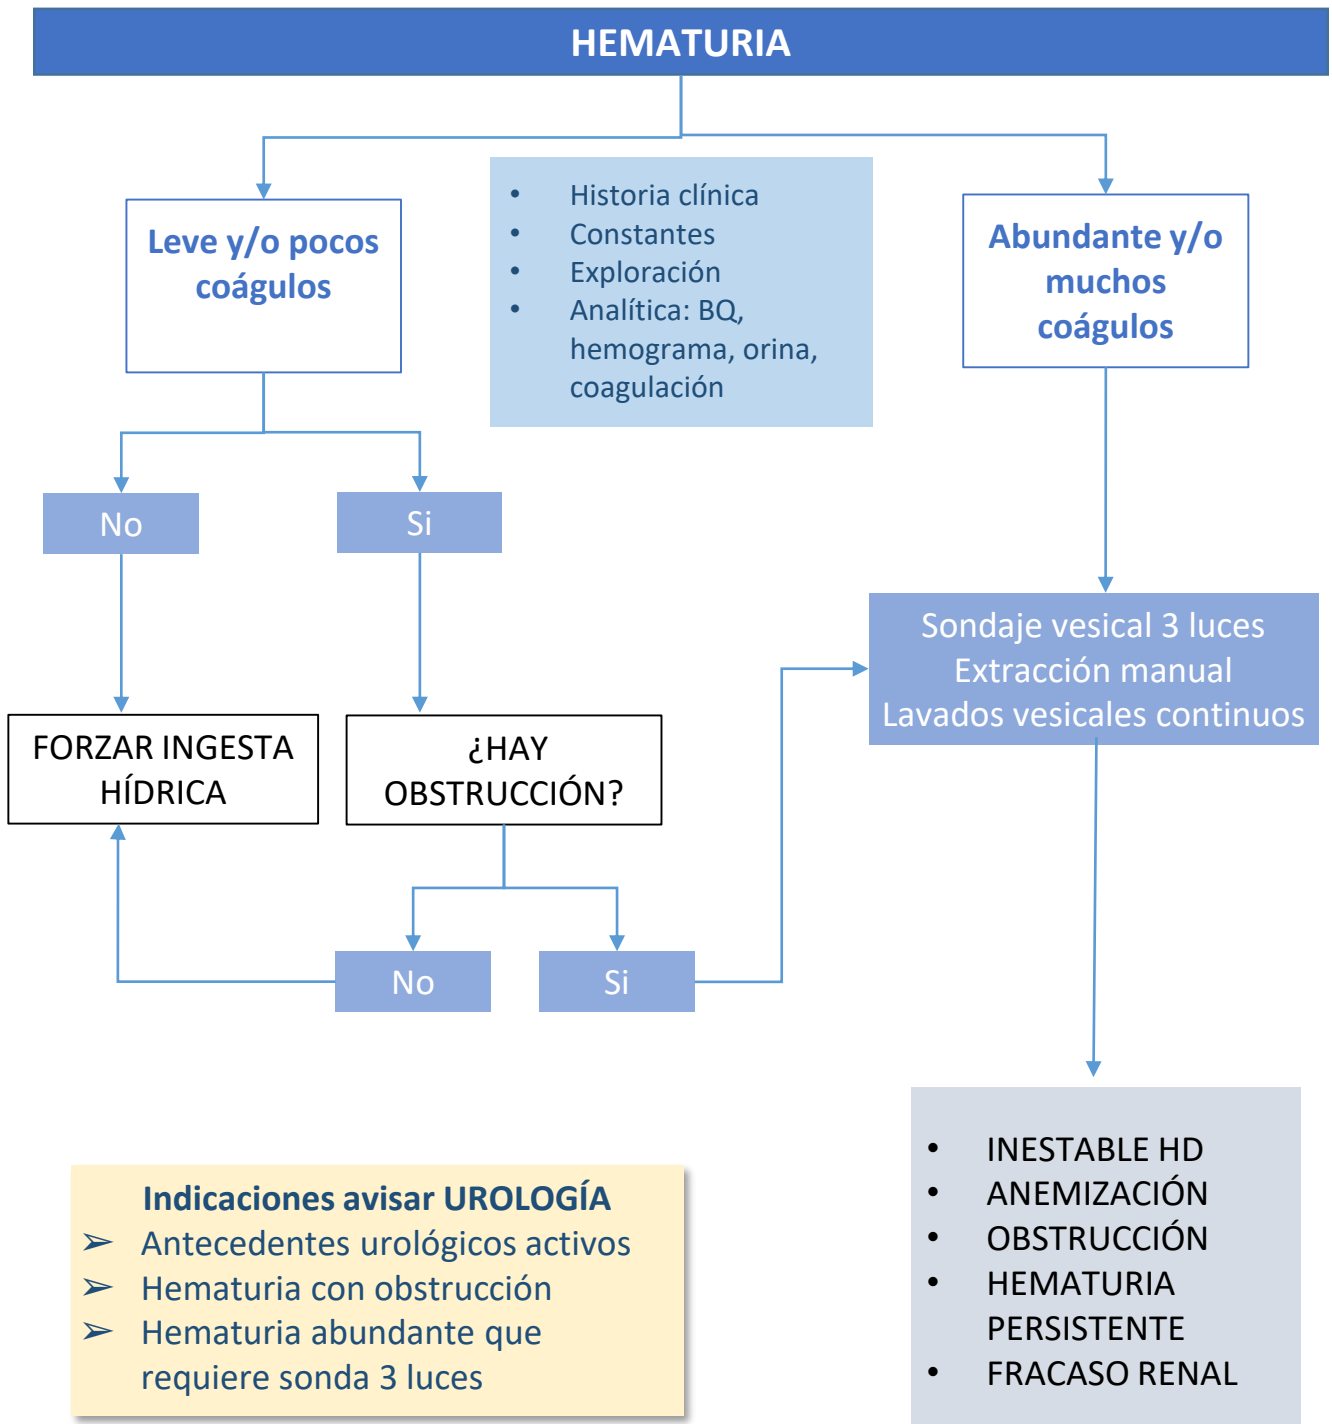 HEMATURIA
Leve y/o pocos
coágulos
• Historia clínica
• Constantes
• Exploración
• Analítica: BQ,
hemograma, orina,
coagulación
Abundante y/o
muchos
coágulos
No
Si
Sondaje vesical 3 luces
Extracción manual
Lavados vesicales continuos
FORZAR INGESTA
HÍDRICA
¿HAY
OBSTRUCCIÓN?
No
Si
Indicaciones avisar UROLOGÍA
➢ Antecedentes urológicos activos
➢ Hematuria con obstrucción
➢ Hematuria abundante que
requiere sonda 3 luces
• INESTABLE HD
• ANEMIZACIÓN
• OBSTRUCCIÓN
• HEMATURIA
PERSISTENTE
• FRACASO RENAL